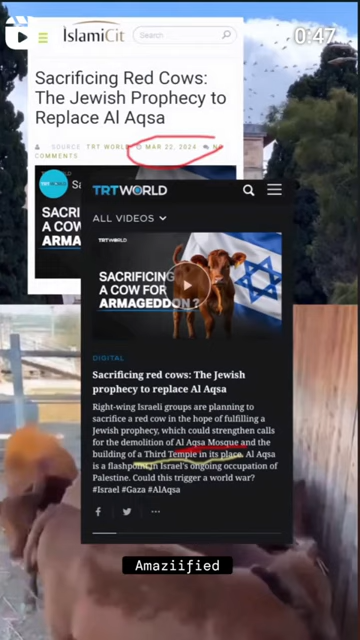 0:47
IslamiCit
Search
Sacrificing Red Cows:
The Jewish Prophecy to
Replace Al Aqsa
SOURCE TRT WORLD MAR 22, 2024 NO
COMMENTS
TRT WORLD
ALL VIDEOS
TRT WORLD
SACRIFICING
A COW FOR
ARMAGEDDON?
DIGITAL
Sacrificing red cows: The Jewish
prophecy to replace Al Aqsa
Right-wing Israeli groups are planning to
sacrifice a red cow in the hope of fulfilling a
Jewish prophecy, which could strengthen calls
for the demolition of Al Aqsa Mosque and the
building of a Third Temple in its place. Al Aqsa
is a flashpoint in Israel's ongoing occupation of
Palestine. Could this trigger a world war?
#Israel #Gaza #AlAqsa
Amaziified